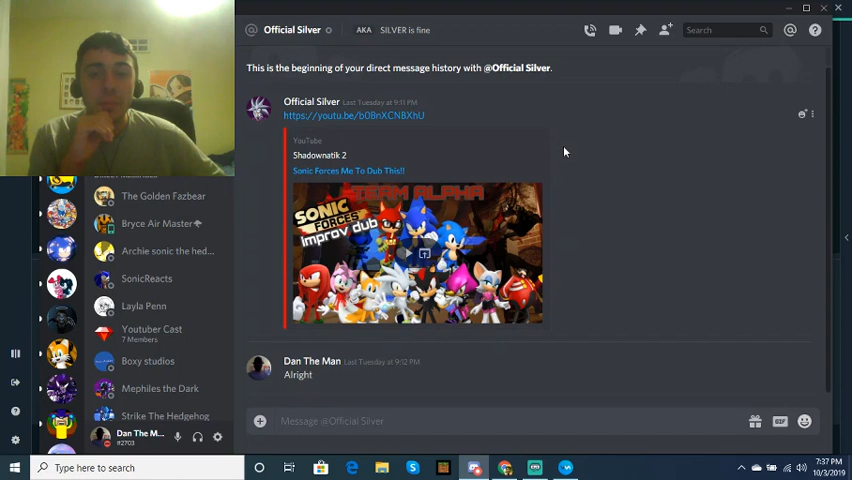 Official Silver
AKA SILVER is fine
Search
This is the beginning of your direct message history with @Official Silver.
Official Silver Last Tuesday at 9:11 PM
https://youtu.be/b0BnXCNBXhU
YouTube
Shadownatik 2
Sonic Forces Me To Dub This!!
TEAM ALPHA
SONIC FORCES
Improv dub
Dan The Man Last Tuesday at 9:12 PM
Alright
Message @Official Silver
GIF
The Golden Fazbear
Bryce Air Master
Archie sonic the hed...
SonicReacts
Layla Penn
Youtuber Cast
7 Members
Boxy studios
Mephiles the Dark
Strike The Hedgehog
Dan The M...
#2703
Type here to search
7:37 PM
10/3/2019